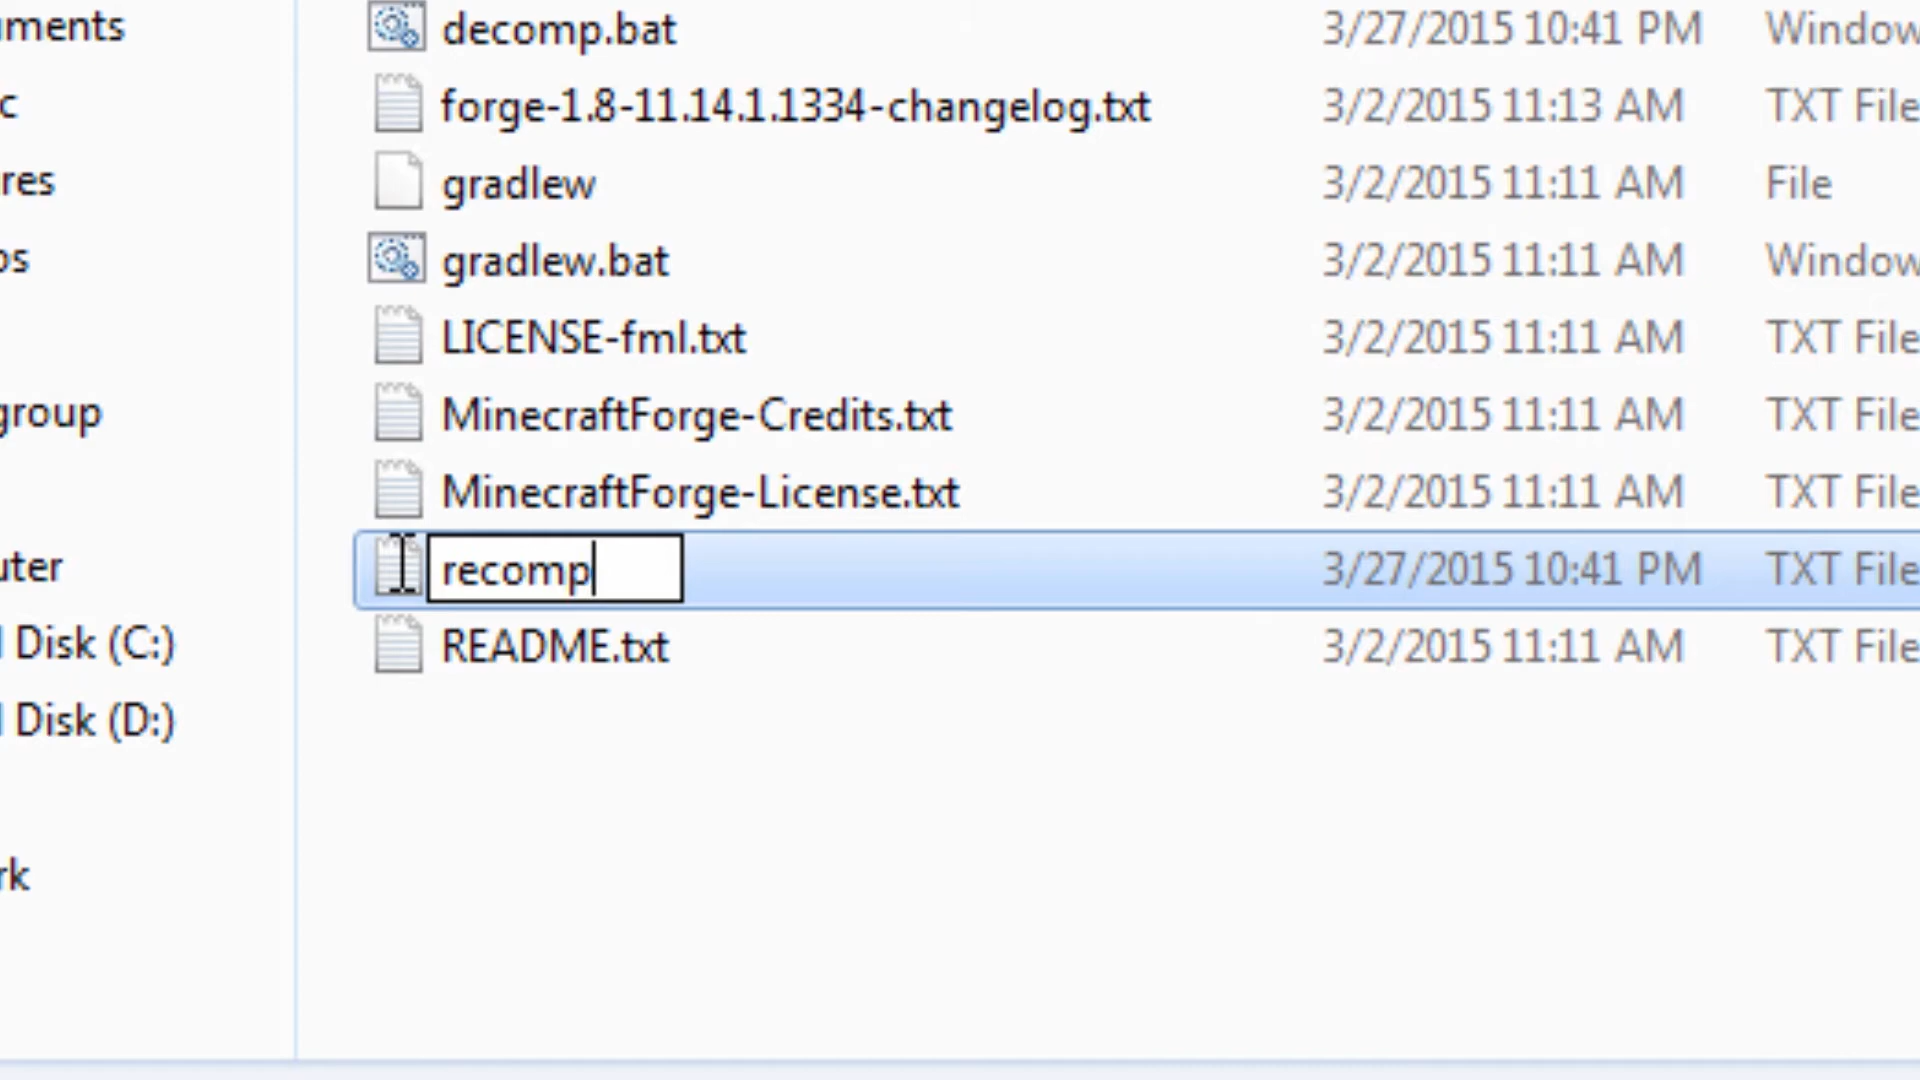 uments
decomp.bat 3/27/2015 10:41 PM Window
c
forge-1.8-11.14.1.1334-changelog.txt 3/2/2015 11:13 AM TXT File
res
gradlew 3/2/2015 11:11 AM File
os
gradlew.bat 3/2/2015 11:11 AM Window
LICENSE-fml.txt 3/2/2015 11:11 AM TXT File
group
MinecraftForge-Credits.txt 3/2/2015 11:11 AM TXT File
MinecraftForge-License.txt 3/2/2015 11:11 AM TXT File
uter
recomp 3/27/2015 10:41 PM TXT File
Disk (C:)
README.txt 3/2/2015 11:11 AM TXT File
Disk (D:)
rk